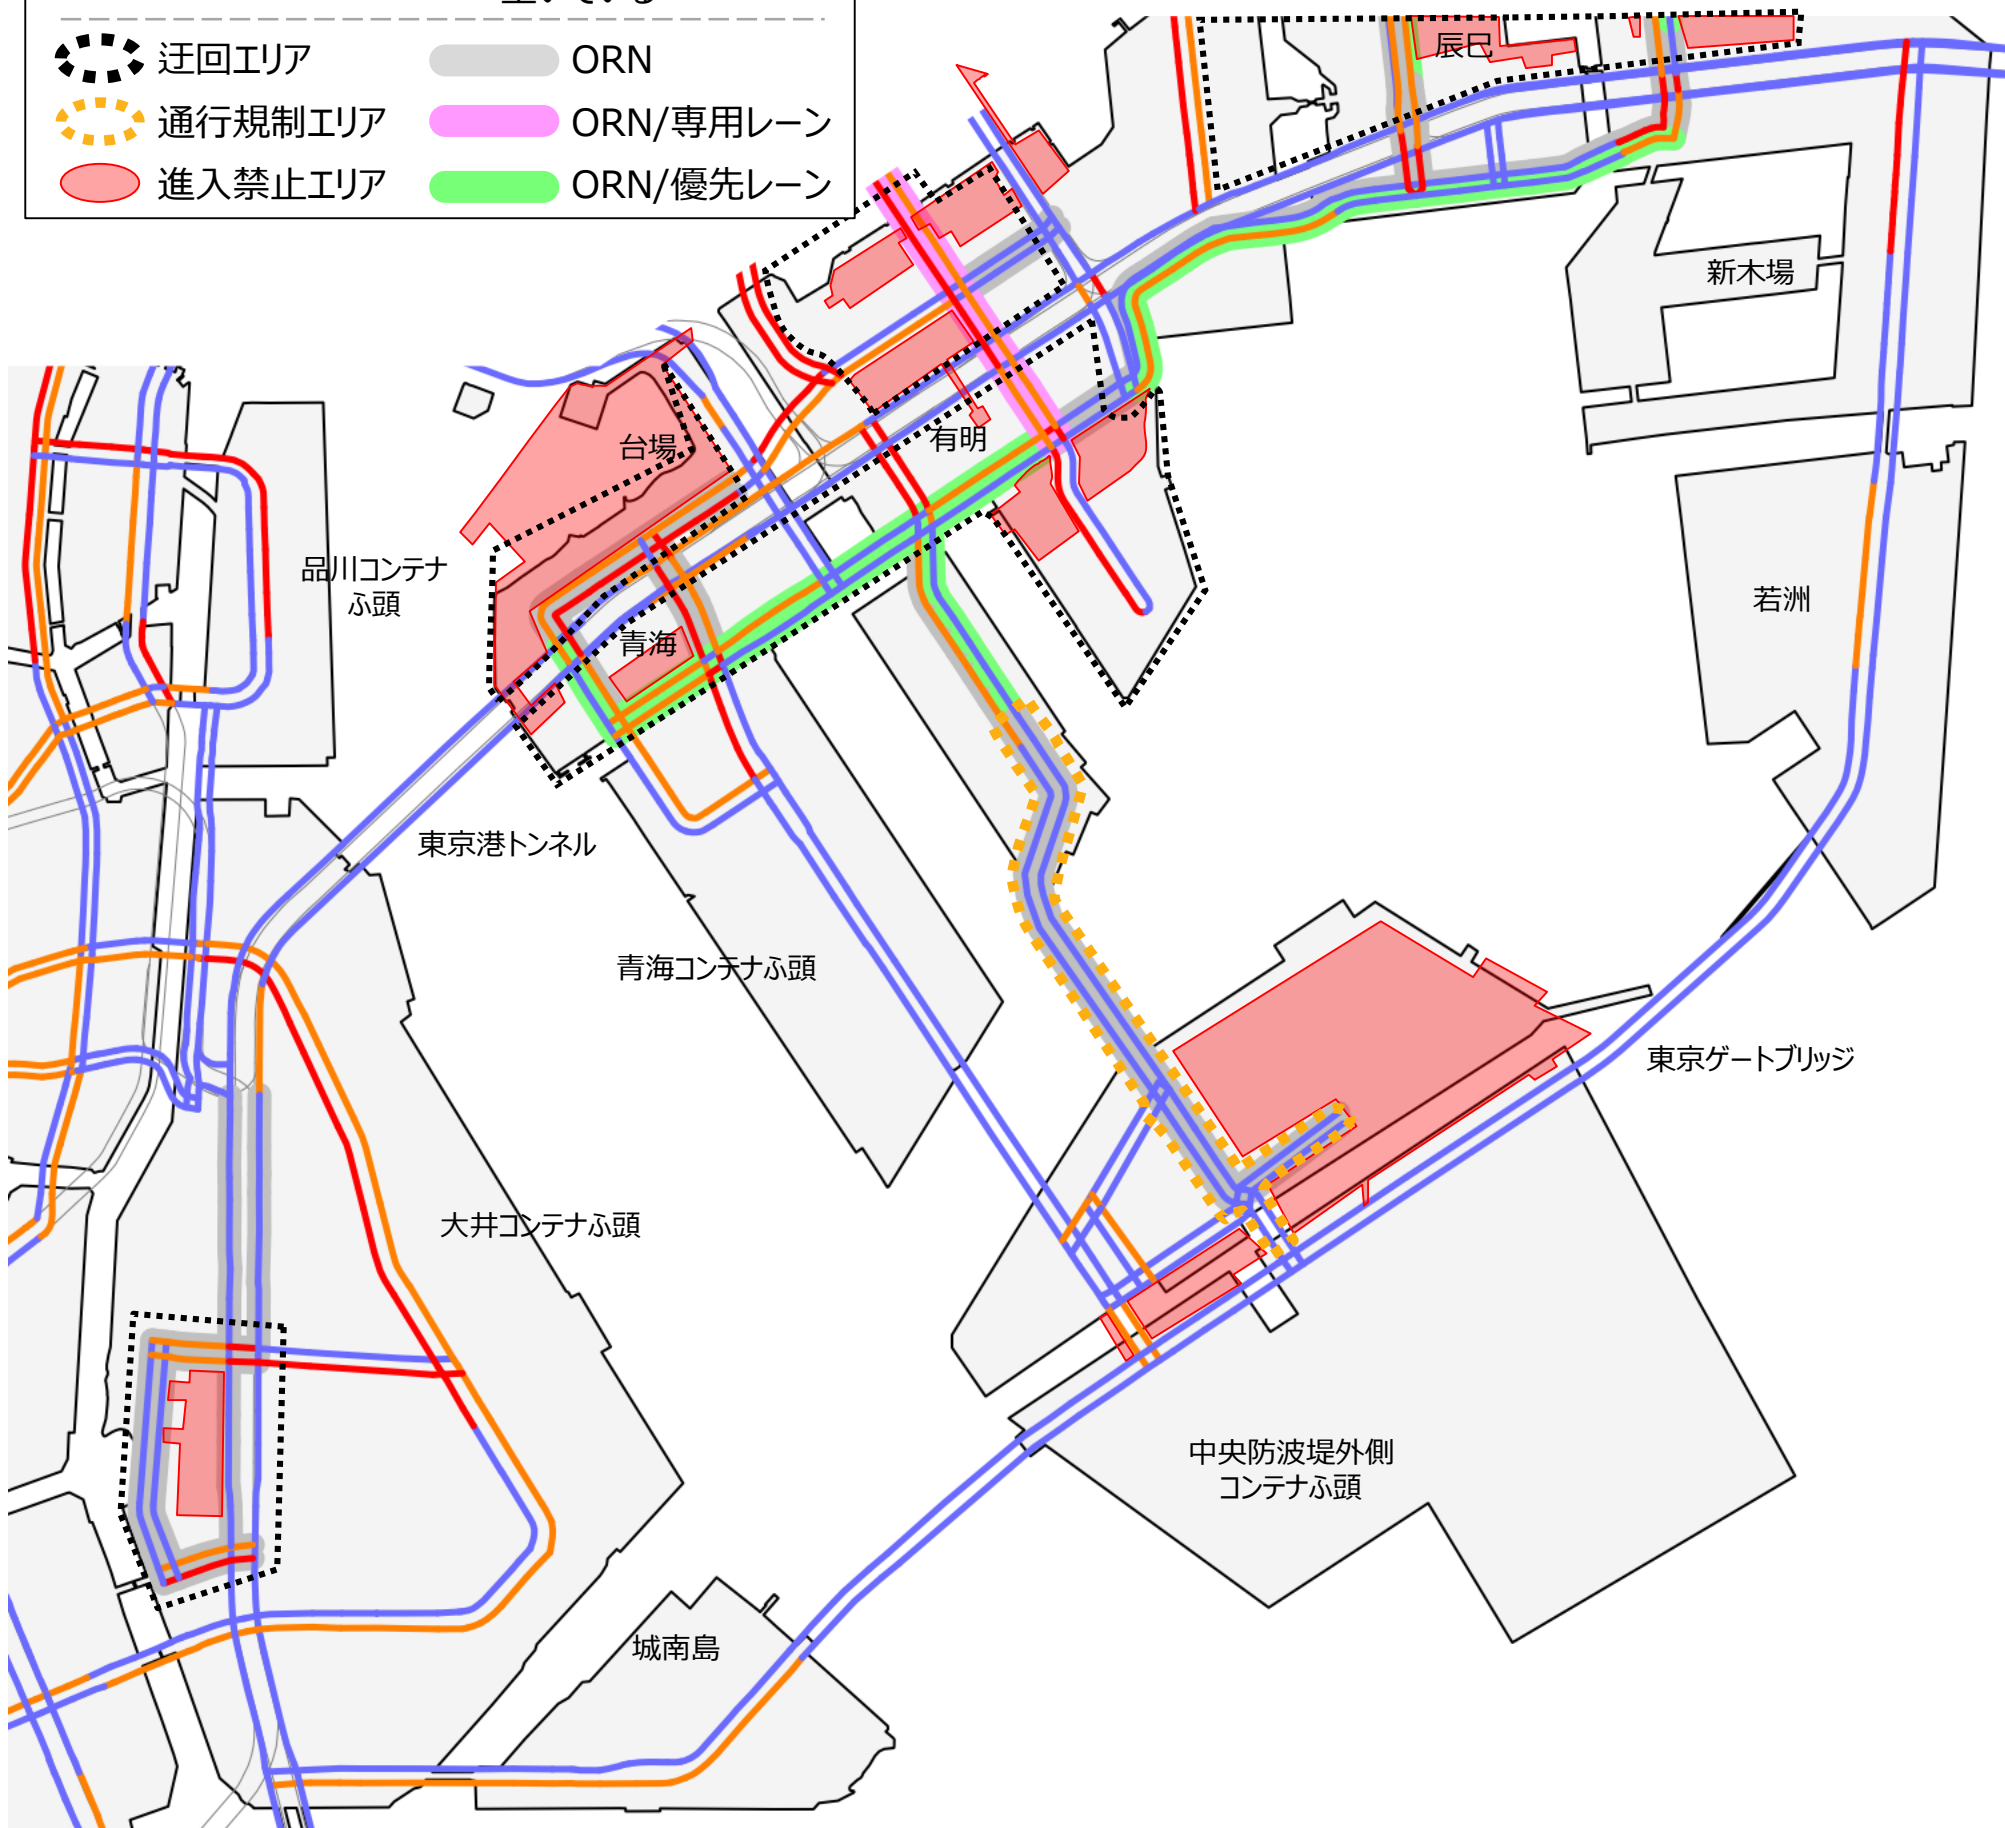 空いている
迂回エリア
ORN
通行規制エリア
ORN/専用レーン
進入禁止エリア
ORN/優先レーン
辰巳
新木場
台場
有明
品川コンテナ
ふ頭
若洲
青海
東京港トンネル
青海コンテナふ頭
東京ゲートブリッジ
大井コンテナふ頭
中央防波堤外側
コンテナふ頭
城南島